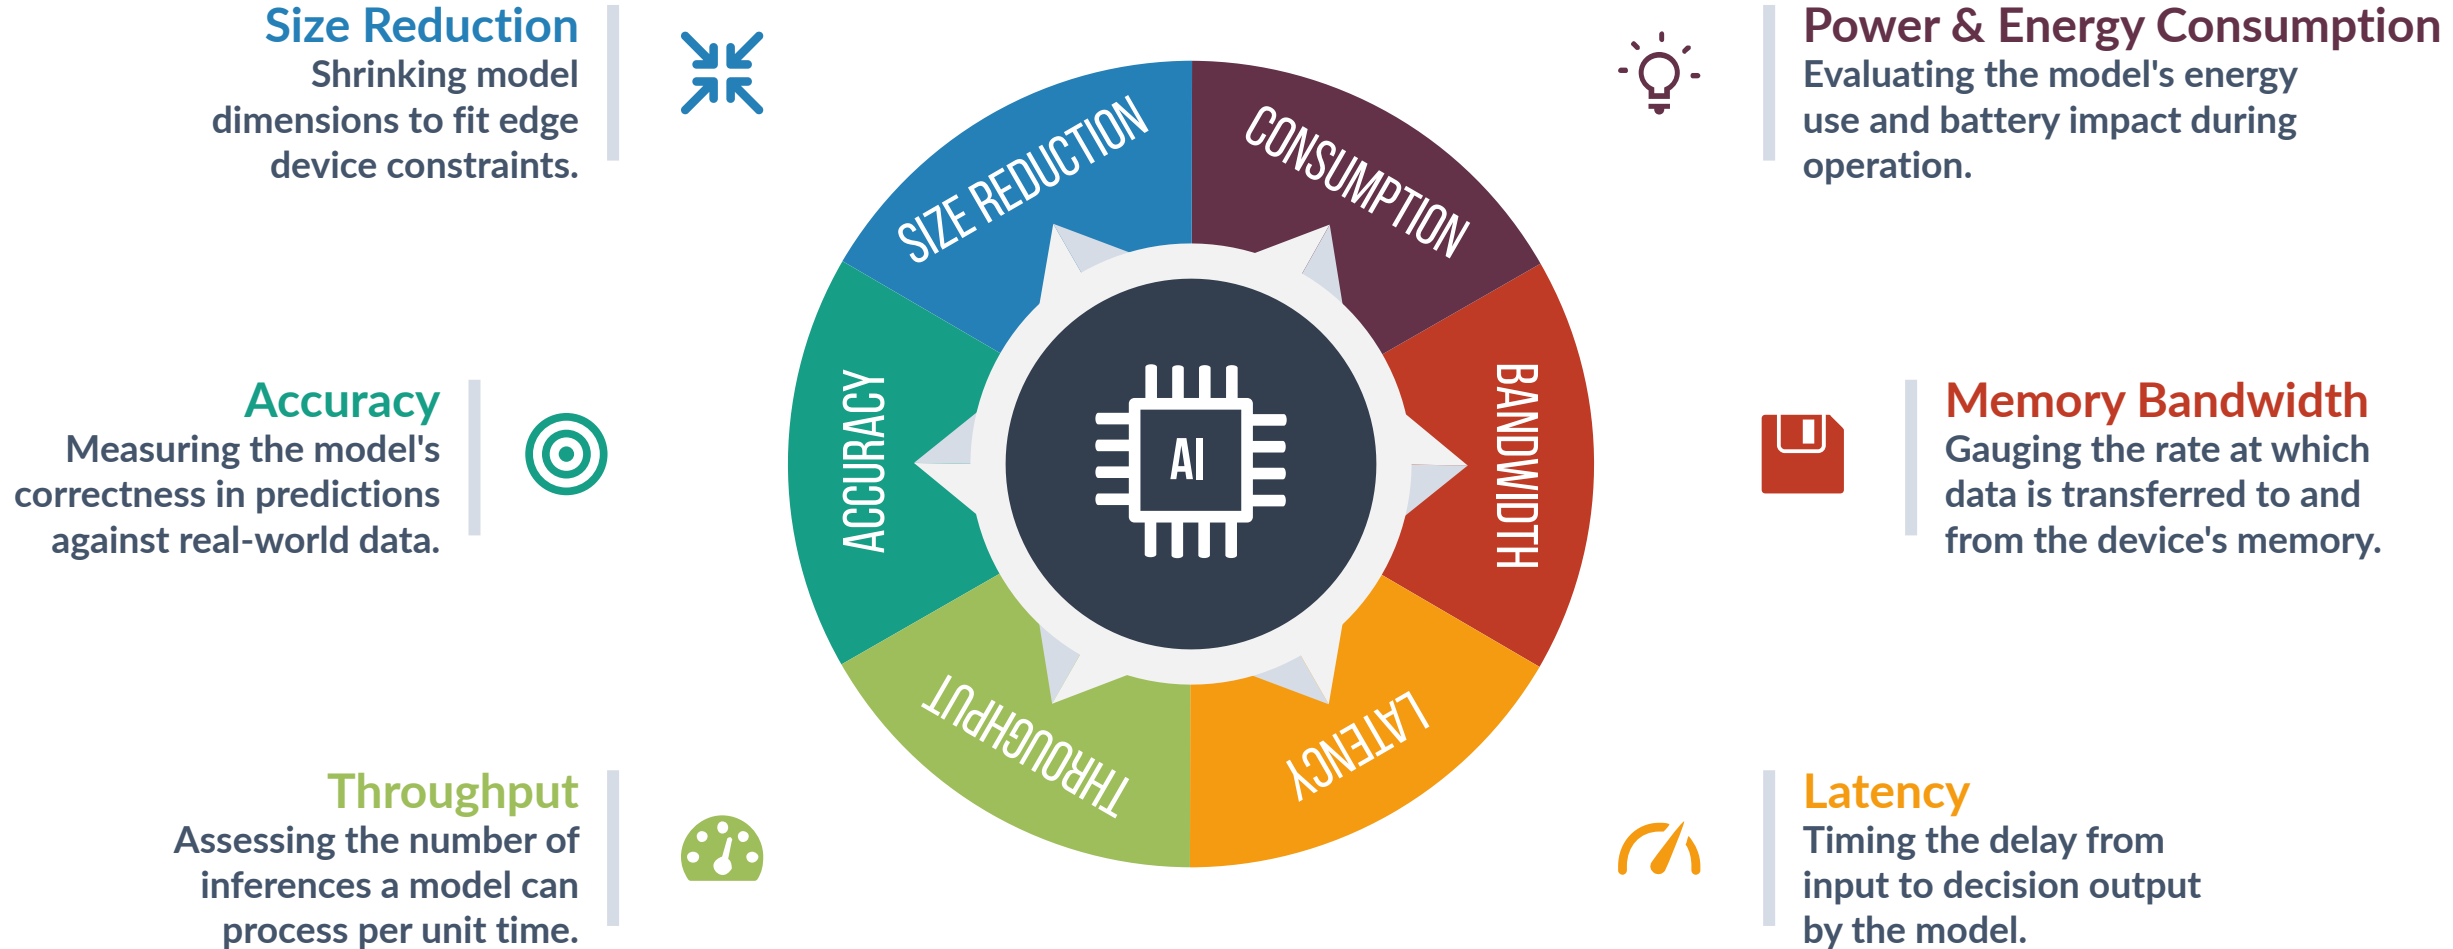 Size Reduction
Shrinking model
dimensions to fit edge
device constraints.
Accuracy
Measuring the model's
correctness in predictions
against real-world data.
Throughput
Assessing the number of
inferences a model can
process per unit time.
SIZE REDUCTION
CONSUMPTION
ACCURACY
AI
BANDWIDTH
THROUGHPUT
LATENCY
Power & Energy Consumption
Evaluating the model's energy
use and battery impact during
operation.
Memory Bandwidth
Gauging the rate at which
data is transferred to and
from the device's memory.
Latency
Timing the delay from
input to decision output
by the model.